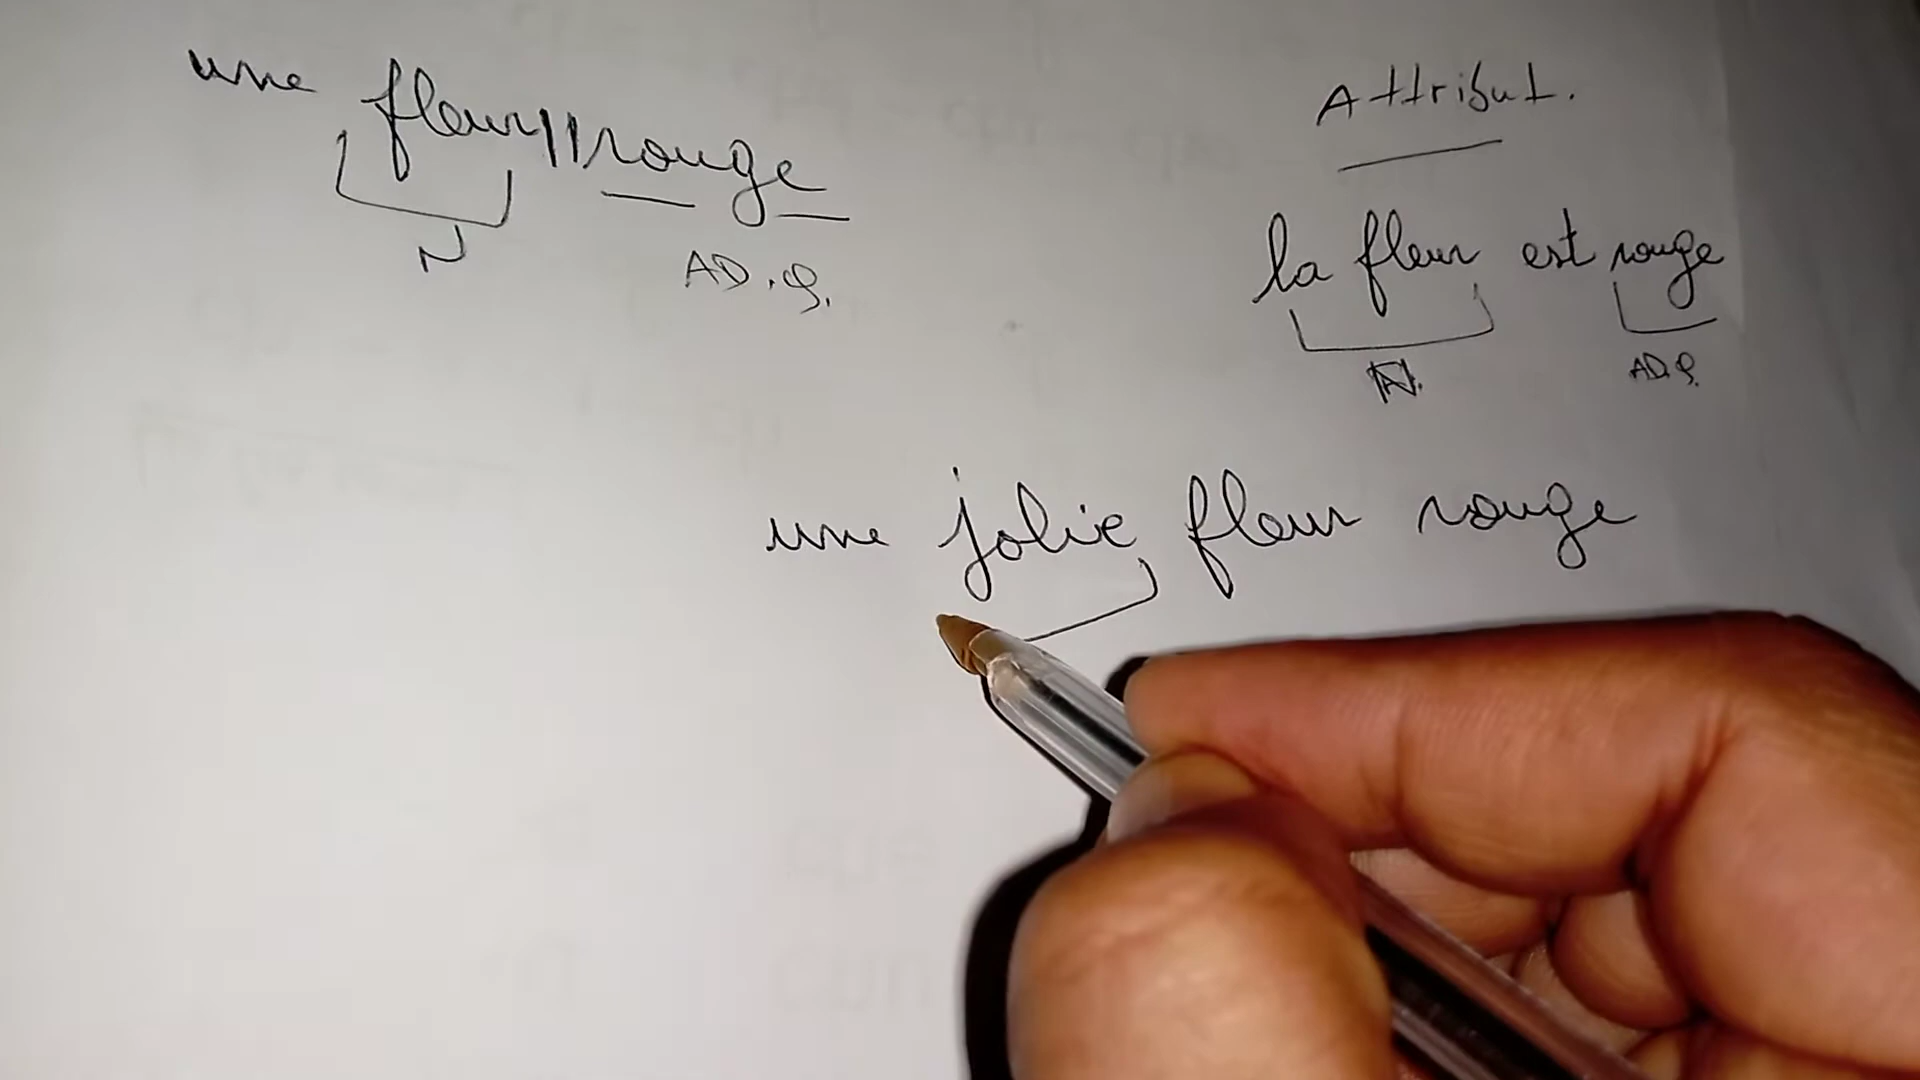 une fleur || rouge
N AD.Q.
Attribut.
la fleur est rouge
N. AD.Q.
une jolie fleur rouge